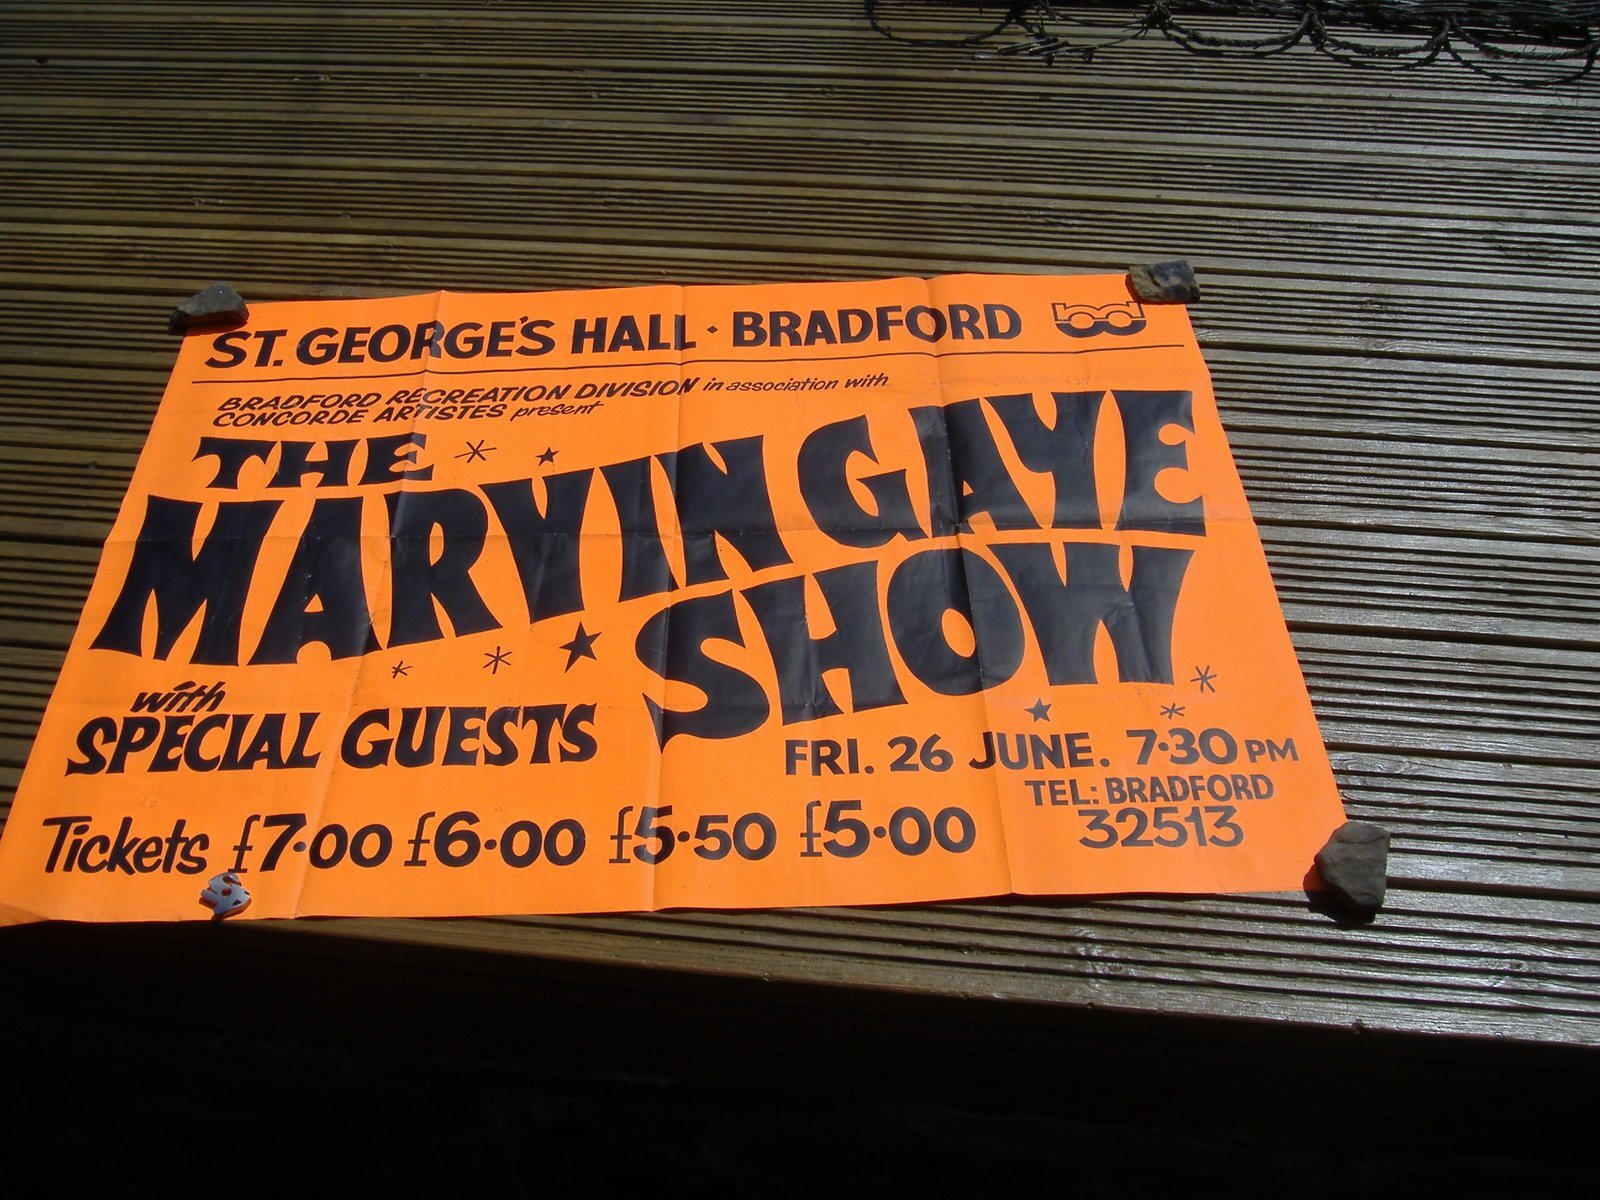 ST. GEORGE'S HALL · BRADFORD
bd
BRADFORD RECREATION DIVISION in association with
CONCORDE ARTISTES present
THE
MARVIN GAYE
SHOW
with
SPECIAL GUESTS
FRI. 26 JUNE. 7·30 PM
TEL: BRADFORD
32513
Tickets £7·00 £6·00 £5·50 £5·00